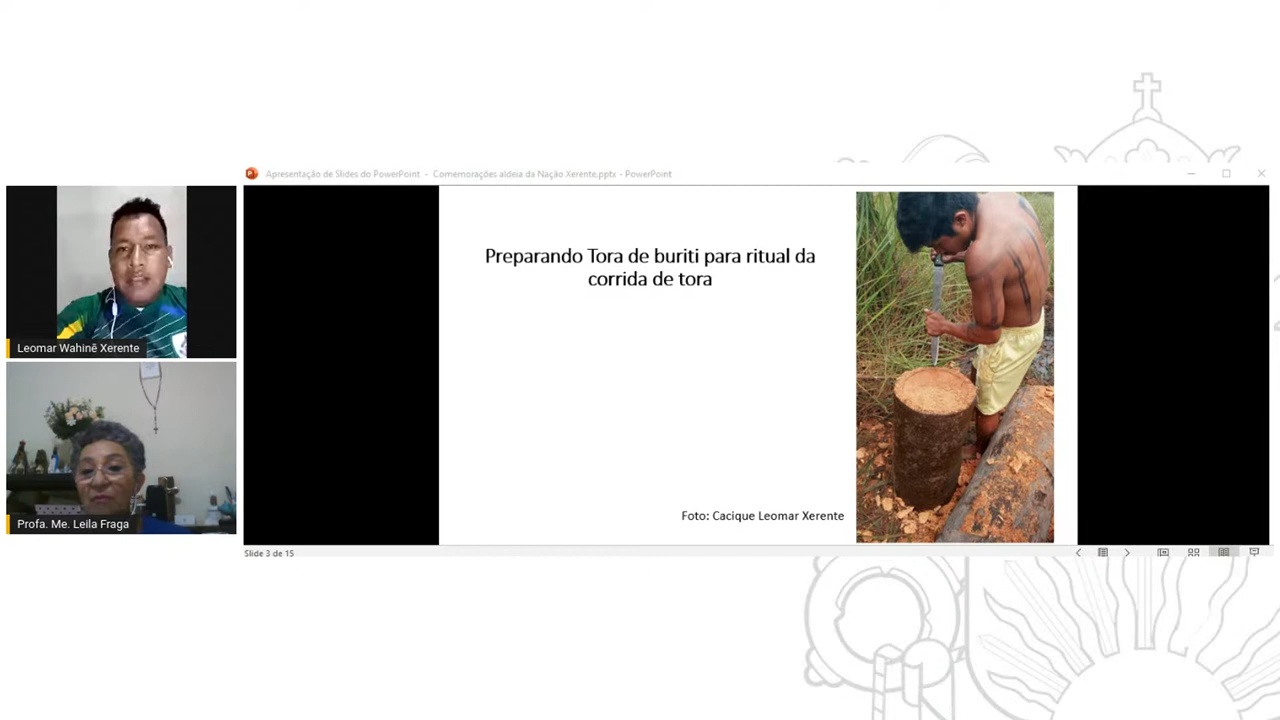 Apresentação de Slides do PowerPoint - Comemorações aldeia da Nação Xerente.pptx - PowerPoint
Leomar Wahinê Xerente
Profa. Me. Leila Fraga
Preparando Tora de buriti para ritual da
corrida de tora
Foto: Cacique Leomar Xerente
Slide 3 de 15